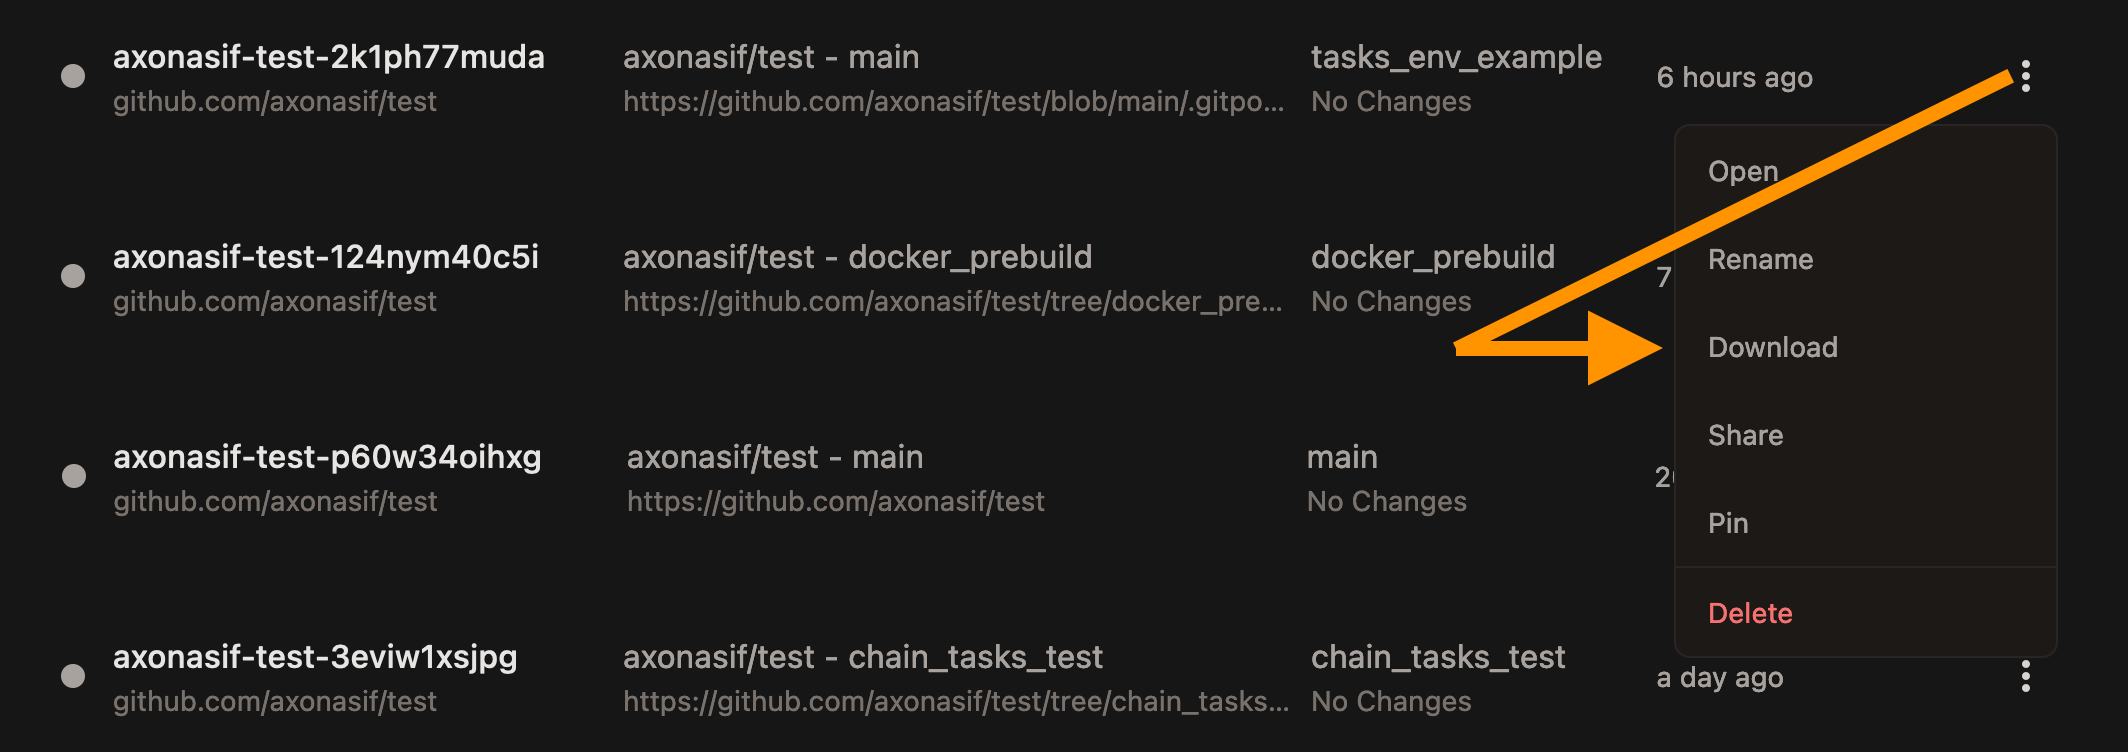 axonasif-test-2k1ph77muda
github.com/axonasif/test
axonasif/test - main
https://github.com/axonasif/test/blob/main/.gitpo...
tasks_env_example
No Changes
6 hours ago
axonasif-test-124nym40c5i
github.com/axonasif/test
axonasif/test - docker_prebuild
https://github.com/axonasif/test/tree/docker_pre...
docker_prebuild
No Changes
7
axonasif-test-p60w34oihxg
github.com/axonasif/test
axonasif/test - main
https://github.com/axonasif/test
main
No Changes
axonasif-test-3eviw1xsjpg
github.com/axonasif/test
axonasif/test - chain_tasks_test
https://github.com/axonasif/test/tree/chain_tasks...
chain_tasks_test
No Changes
a day ago
Open
Rename
Download
Share
Pin
Delete